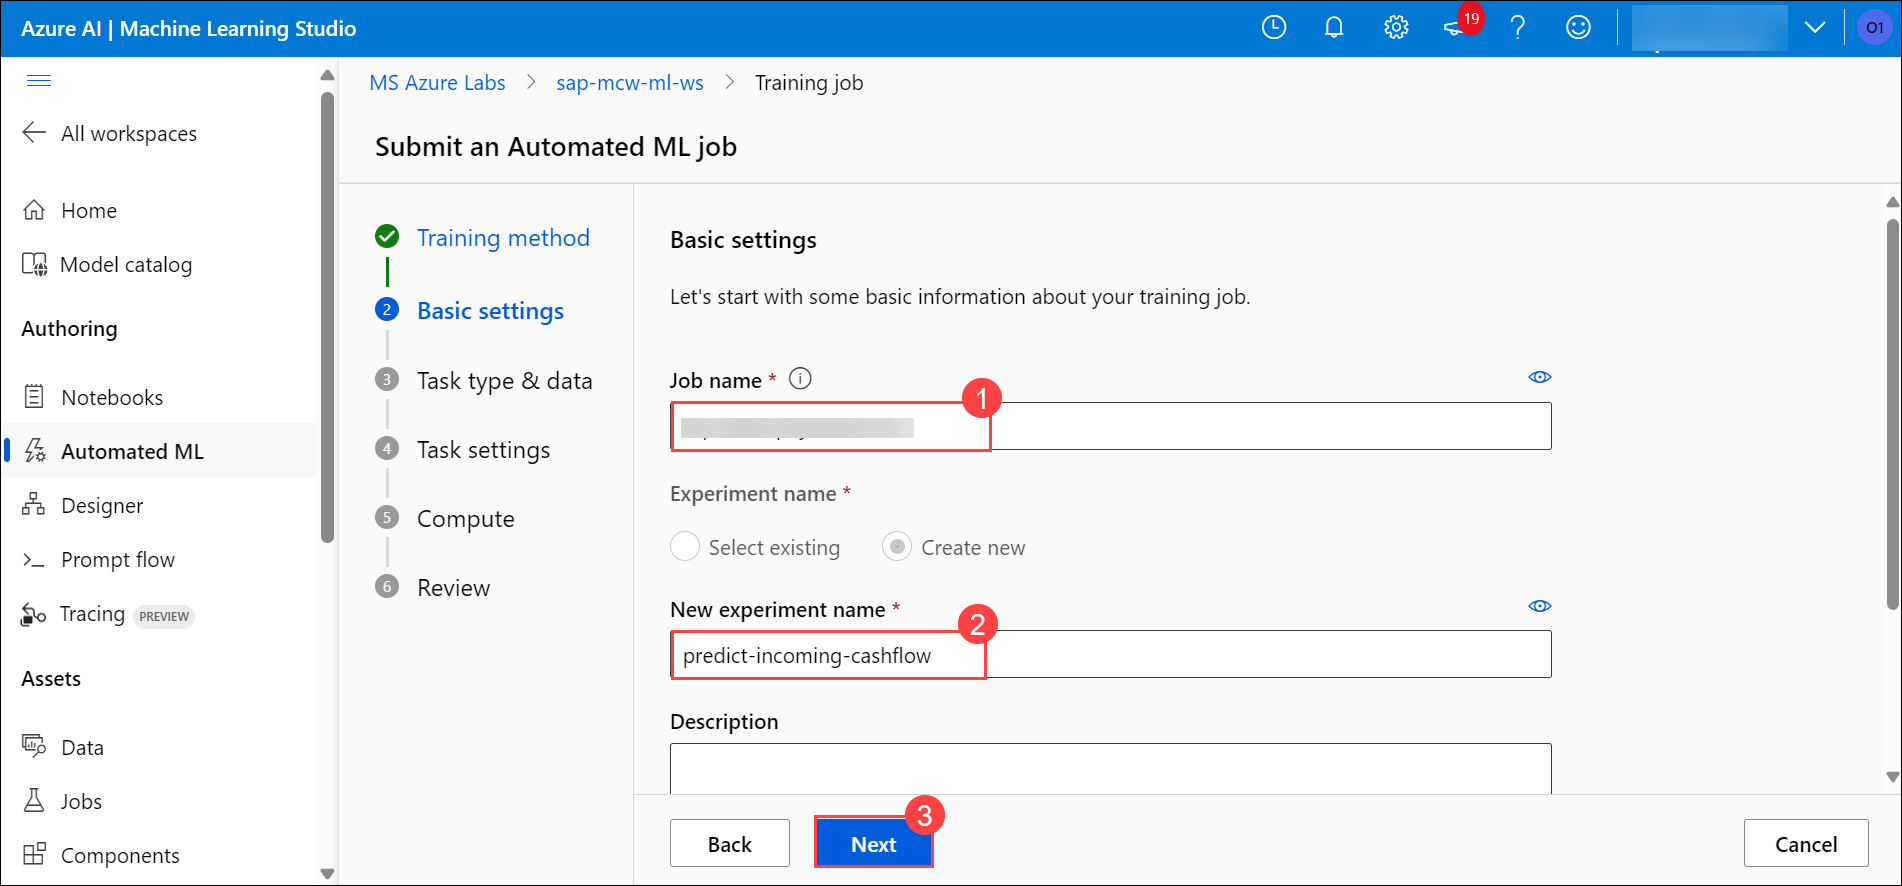 Azure AI | Machine Learning Studio
19
O1
MS Azure Labs > sap-mcw-ml-ws > Training job
All workspaces
Home
Model catalog
Authoring
Notebooks
Automated ML
Designer
Prompt flow
Tracing PREVIEW
Assets
Data
Jobs
Components
Submit an Automated ML job
Training method
2 Basic settings
3 Task type & data
4 Task settings
5 Compute
6 Review
Basic settings
Let's start with some basic information about your training job.
Job name *
1
Experiment name *
Select existing
Create new
New experiment name *
2
predict-incoming-cashflow
Description
Back
Next
3
Cancel